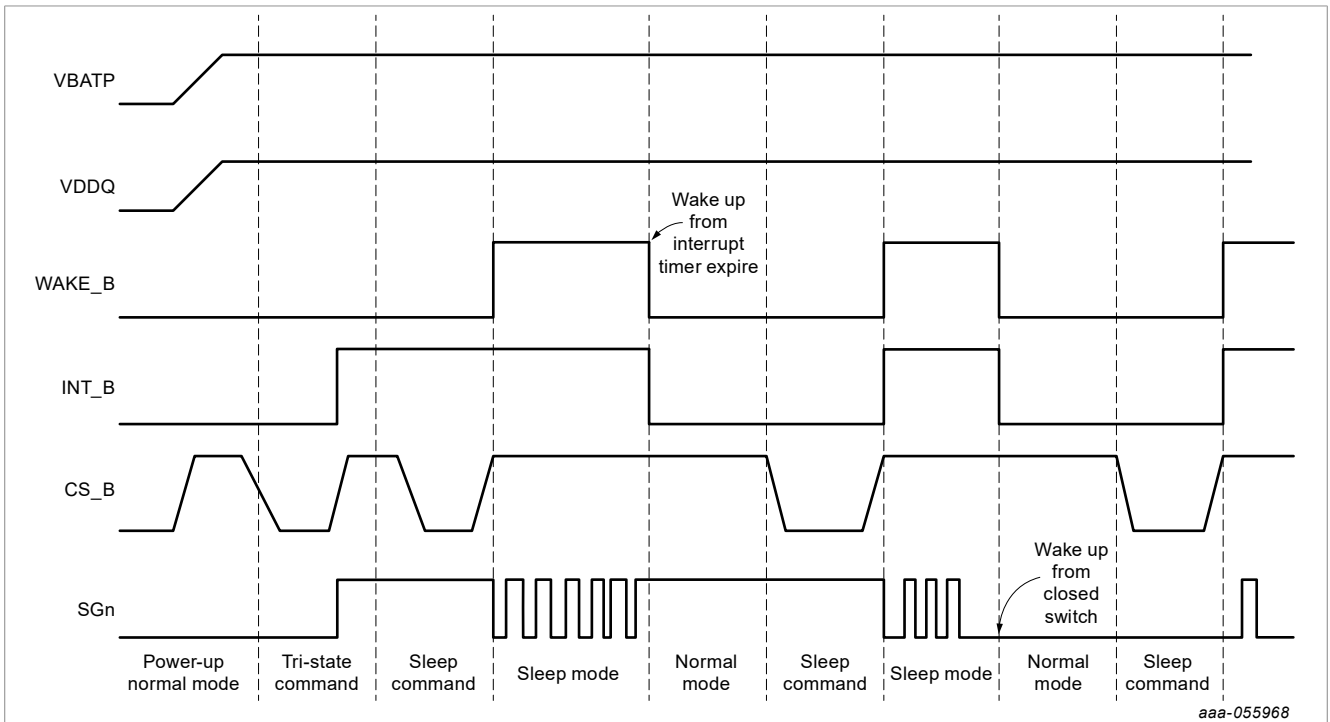 VBATP
VDDQ
Wake up
from
interrupt
timer expire
WAKE_B
INT_B
CS_B
Wake up
from
closed
switch
SGn
Power-up
normal mode
Tri-state
command
Sleep
command
Sleep mode
Normal
mode
Sleep
command
Sleep mode
Normal
mode
Sleep
command
aaa-055968